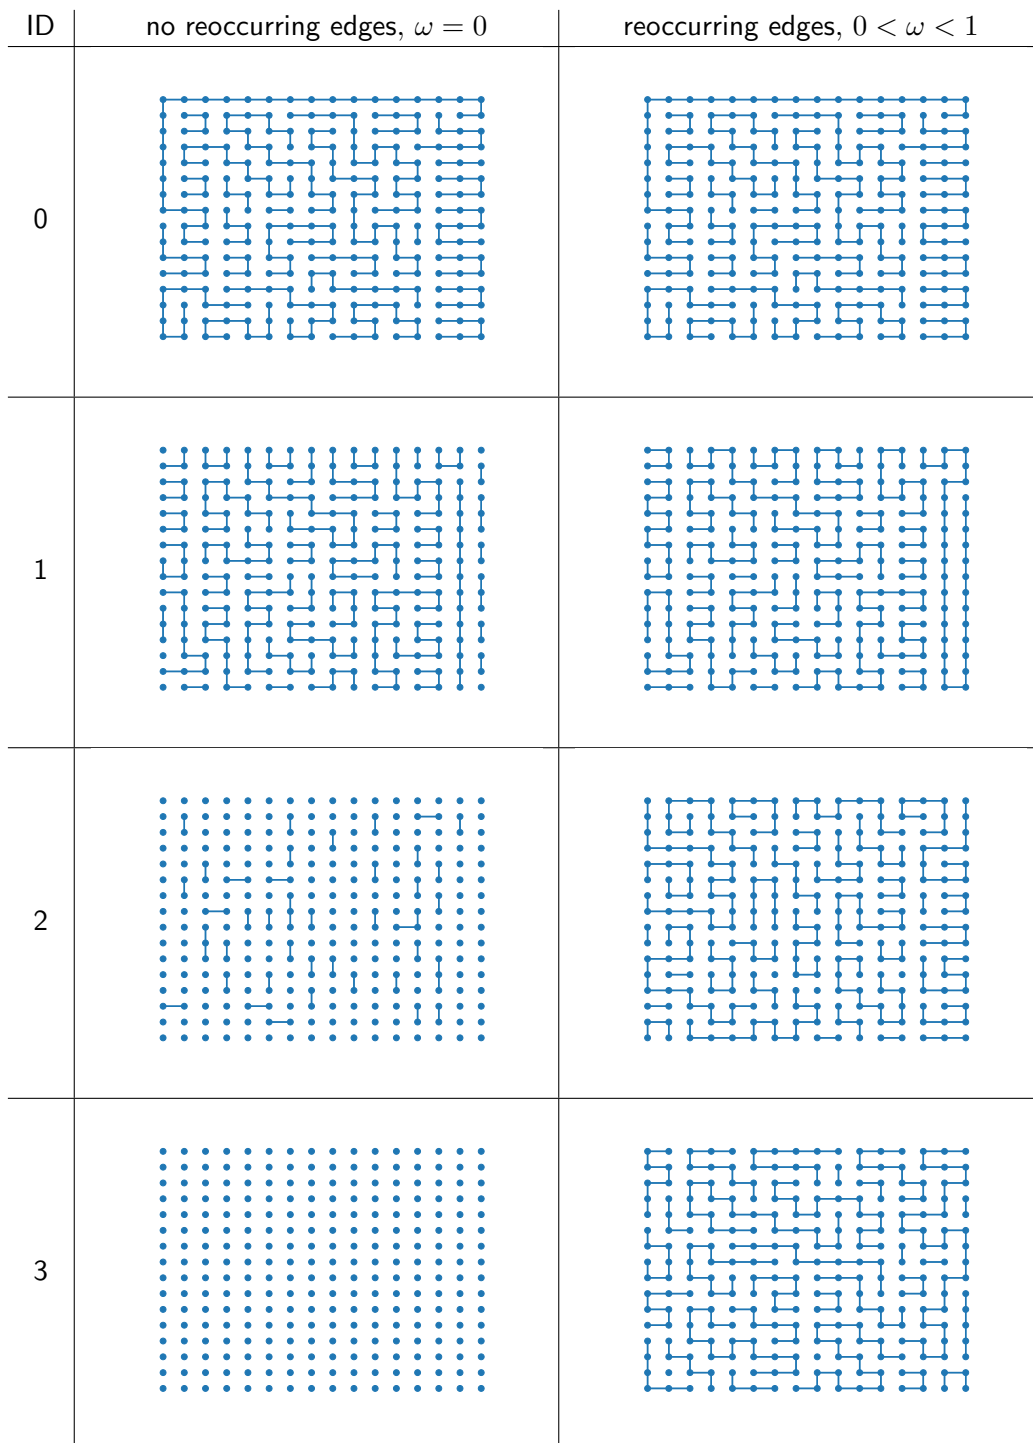 ID no reoccurring edges, ω = 0 reoccurring edges, 0 < ω < 1
0
1
2
3